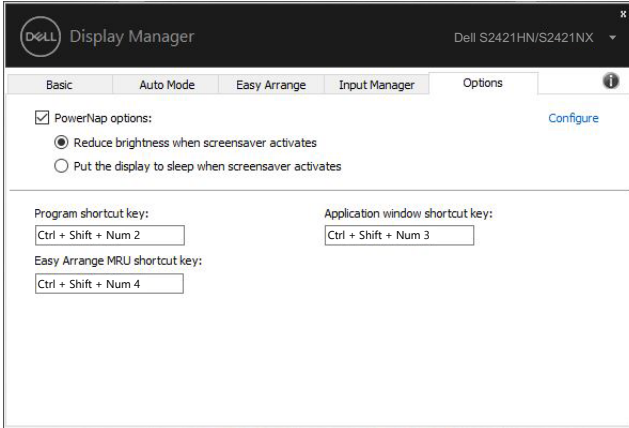 x
DELL
Display Manager
Dell S2421HN/S2421NX
Basic
Auto Mode
Easy Arrange
Input Manager
Options
PowerNap options:
Configure
Reduce brightness when screensaver activates
Put the display to sleep when screensaver activates
Program shortcut key:
Application window shortcut key:
Ctrl + Shift + Num 2
Ctrl + Shift + Num 3
Easy Arrange MRU shortcut key:
Ctrl + Shift + Num 4